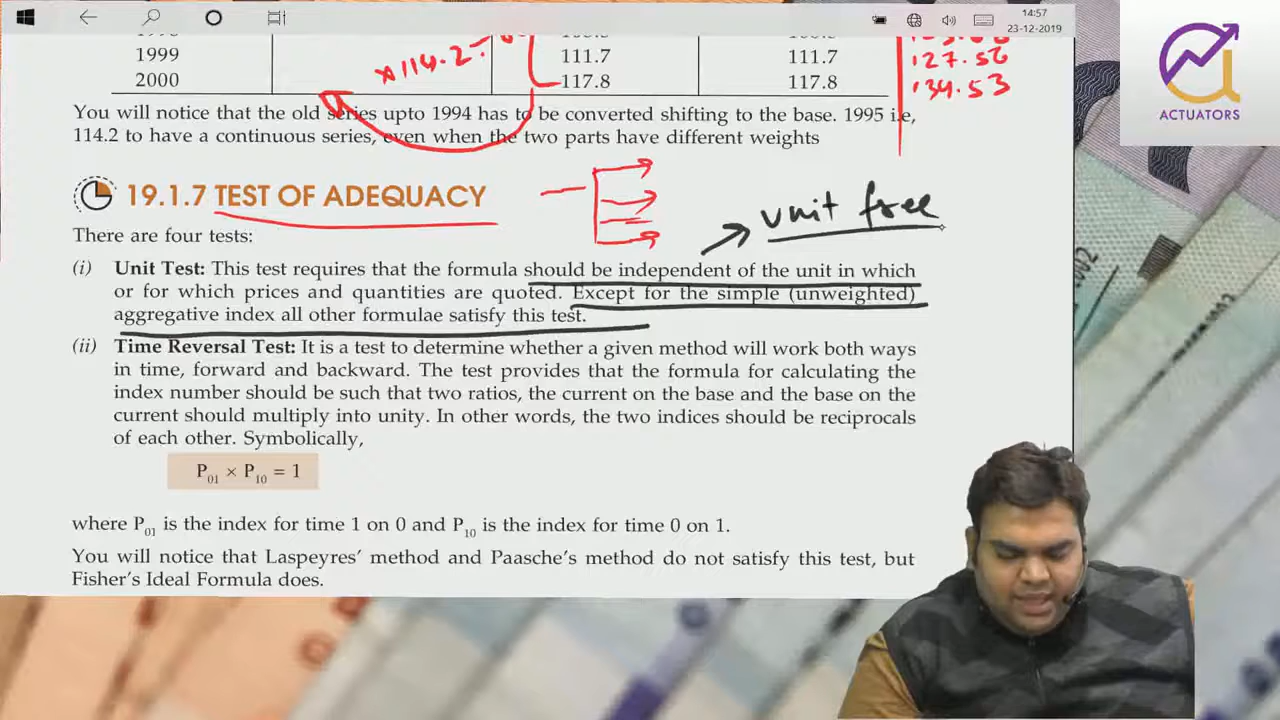 14:57
23-12-2019
ACTUATORS
1999 111.7 111.7 127.56
2000 117.8 117.8 134.53
You will notice that the old series upto 1994 has to be converted shifting to the base. 1995 i.e,
114.2 to have a continuous series, even when the two parts have different weights
19.1.7 TEST OF ADEQUACY
unit free
There are four tests:
(i) Unit Test: This test requires that the formula should be independent of the unit in which
or for which prices and quantities are quoted. Except for the simple (unweighted)
aggregative index all other formulae satisfy this test.
(ii) Time Reversal Test: It is a test to determine whether a given method will work both ways
in time, forward and backward. The test provides that the formula for calculating the
index number should be such that two ratios, the current on the base and the base on the
current should multiply into unity. In other words, the two indices should be reciprocals
of each other. Symbolically,
P01 × P10 = 1
where P01 is the index for time 1 on 0 and P10 is the index for time 0 on 1.
You will notice that Laspeyres' method and Paasche's method do not satisfy this test, but
Fisher's Ideal Formula does.